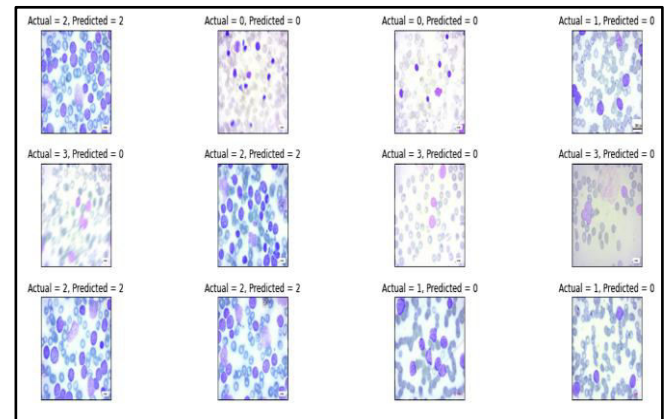 Actual = 2, Predicted = 2
Actual = 0, Predicted = 0
Actual = 0, Predicted = 0
Actual = 1, Predicted = 0
Actual = 3, Predicted = 0
Actual = 2, Predicted = 2
Actual = 3, Predicted = 0
Actual = 3, Predicted = 0
Actual = 2, Predicted = 2
Actual = 2, Predicted = 2
Actual = 1, Predicted = 0
Actual = 1, Predicted = 0